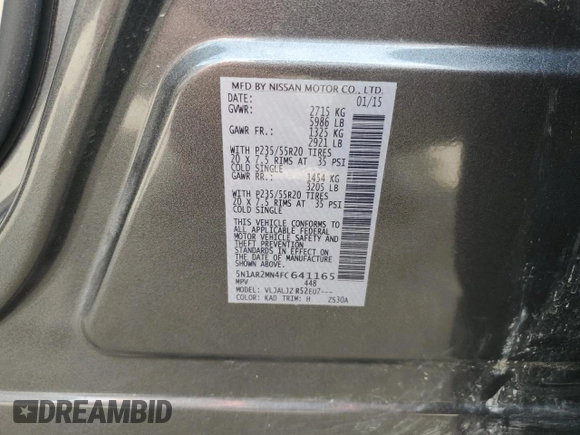 MFD BY NISSAN MOTOR CO., LTD.
DATE: 01/15
GVWR: 2715 KG
5986 LB
GAWR FR.: 1325 KG
2921 LB
WITH P235/55R20 TIRES
20 X 7.5 RIMS AT 35 PSI
COLD SINGLE
GAWR RR.: 1454 KG
3205 LB
WITH P235/55R20 TIRES
20 X 7.5 RIMS AT 35 PSI
COLD SINGLE
THIS VEHICLE CONFORMS TO
ALL APPLICABLE FEDERAL
MOTOR VEHICLE SAFETY AND
THEFT PREVENTION
STANDARDS IN EFFECT ON
THE DATE OF MANUFACTURE
SHOWN ABOVE.
5N1AR2MN4FC641165
MPV 448
MODEL: VLJALJZ R52EU7---
COLOR: KAD TRIM: H ZS30A
DREAMBID